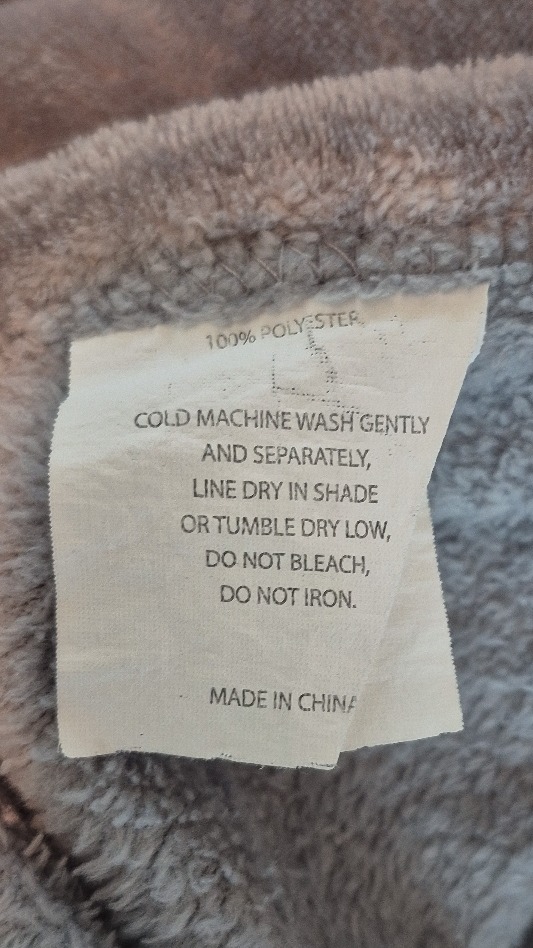 100% POLYESTER
COLD MACHINE WASH GENTLY
AND SEPARATELY,
LINE DRY IN SHADE
OR TUMBLE DRY LOW,
DO NOT BLEACH,
DO NOT IRON.
MADE IN CHINA